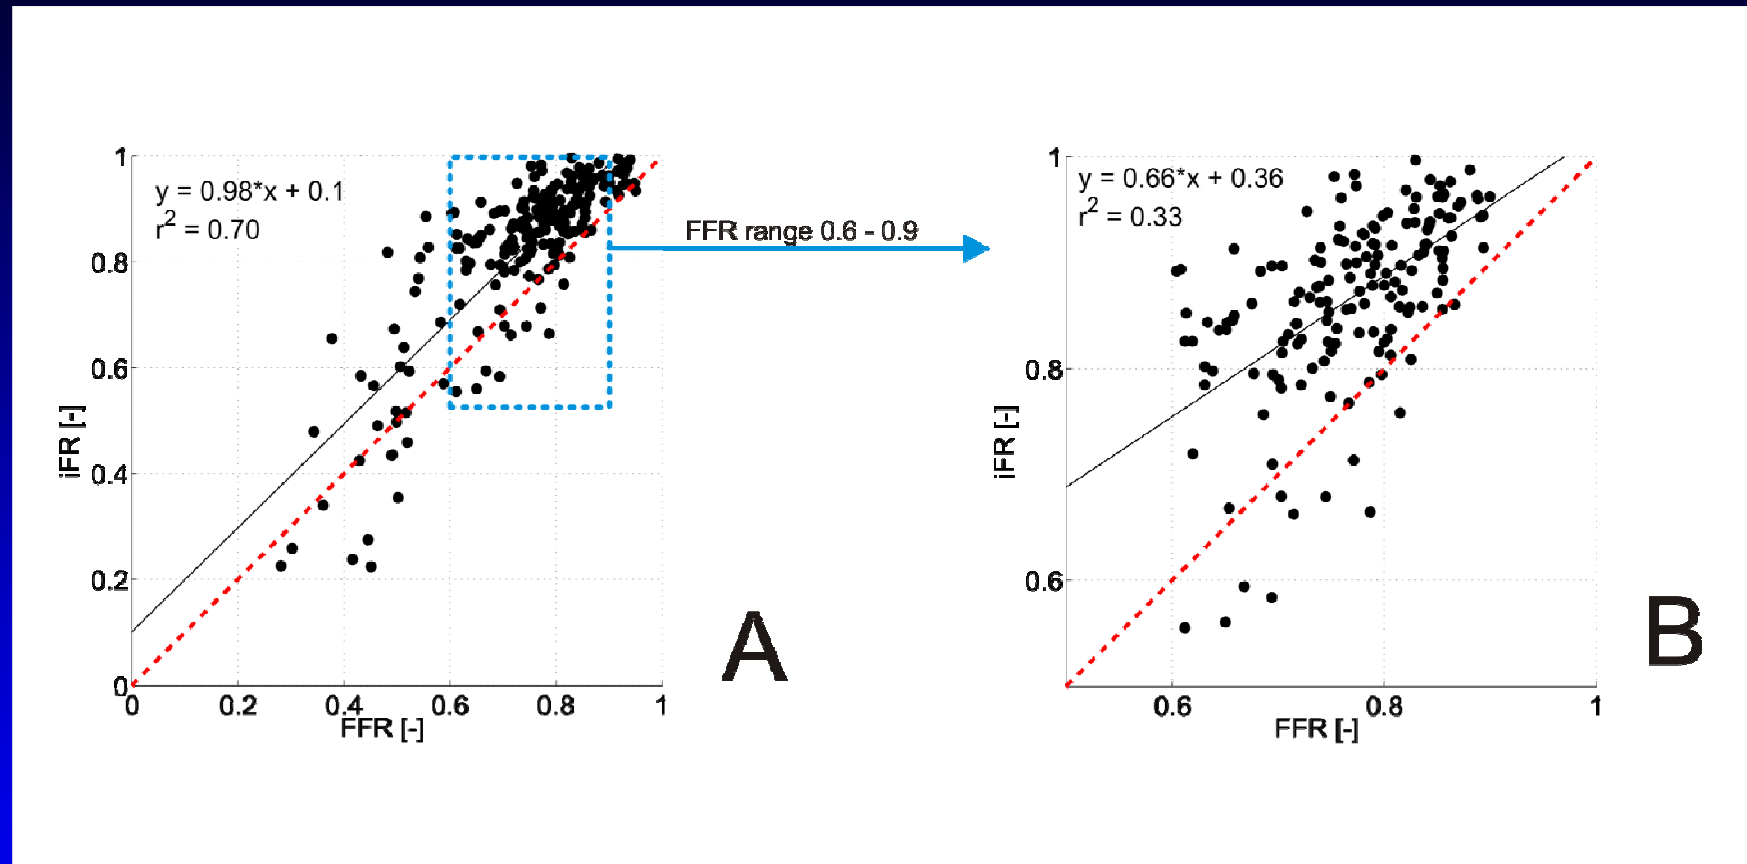 1
y = 0.98*x + 0.1
r² = 0.70
0.8
0.6
iFR [-]
0.4
0.2
0
0 0.2 0.4 0.6 0.8 1
FFR [-]
A
FFR range 0.6 - 0.9
1
y = 0.66*x + 0.36
r² = 0.33
0.8
iFR [-]
0.6
0.6 0.8 1
FFR [-]
B